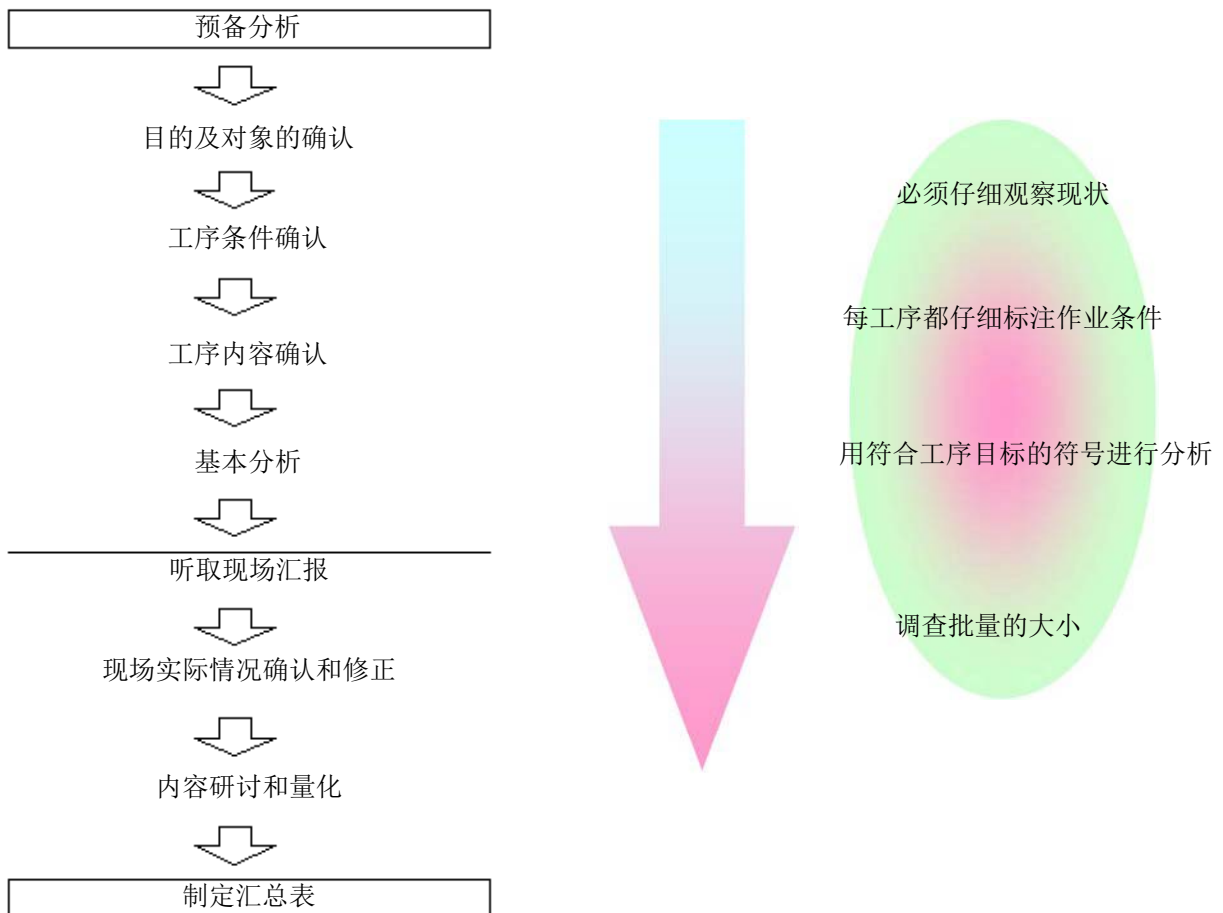 预备分析
目的及对象的确认
工序条件确认
工序内容确认
基本分析
听取现场汇报
现场实际情况确认和修正
内容研讨和量化
制定汇总表
必须仔细观察现状
每工序都仔细标注作业条件
用符合工序目标的符号进行分析
调查批量的大小